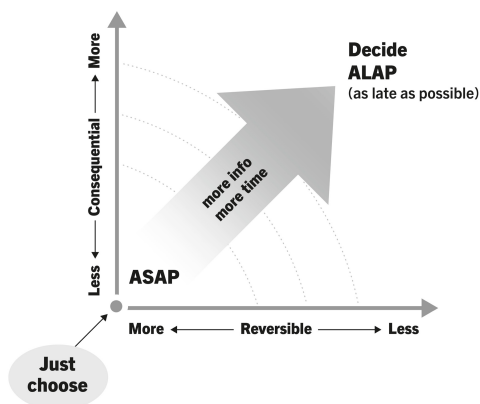 Decide
ALAP
(as late as possible)
More
Consequential
Less
more info
more time
ASAP
More
Reversible
Less
Just
choose